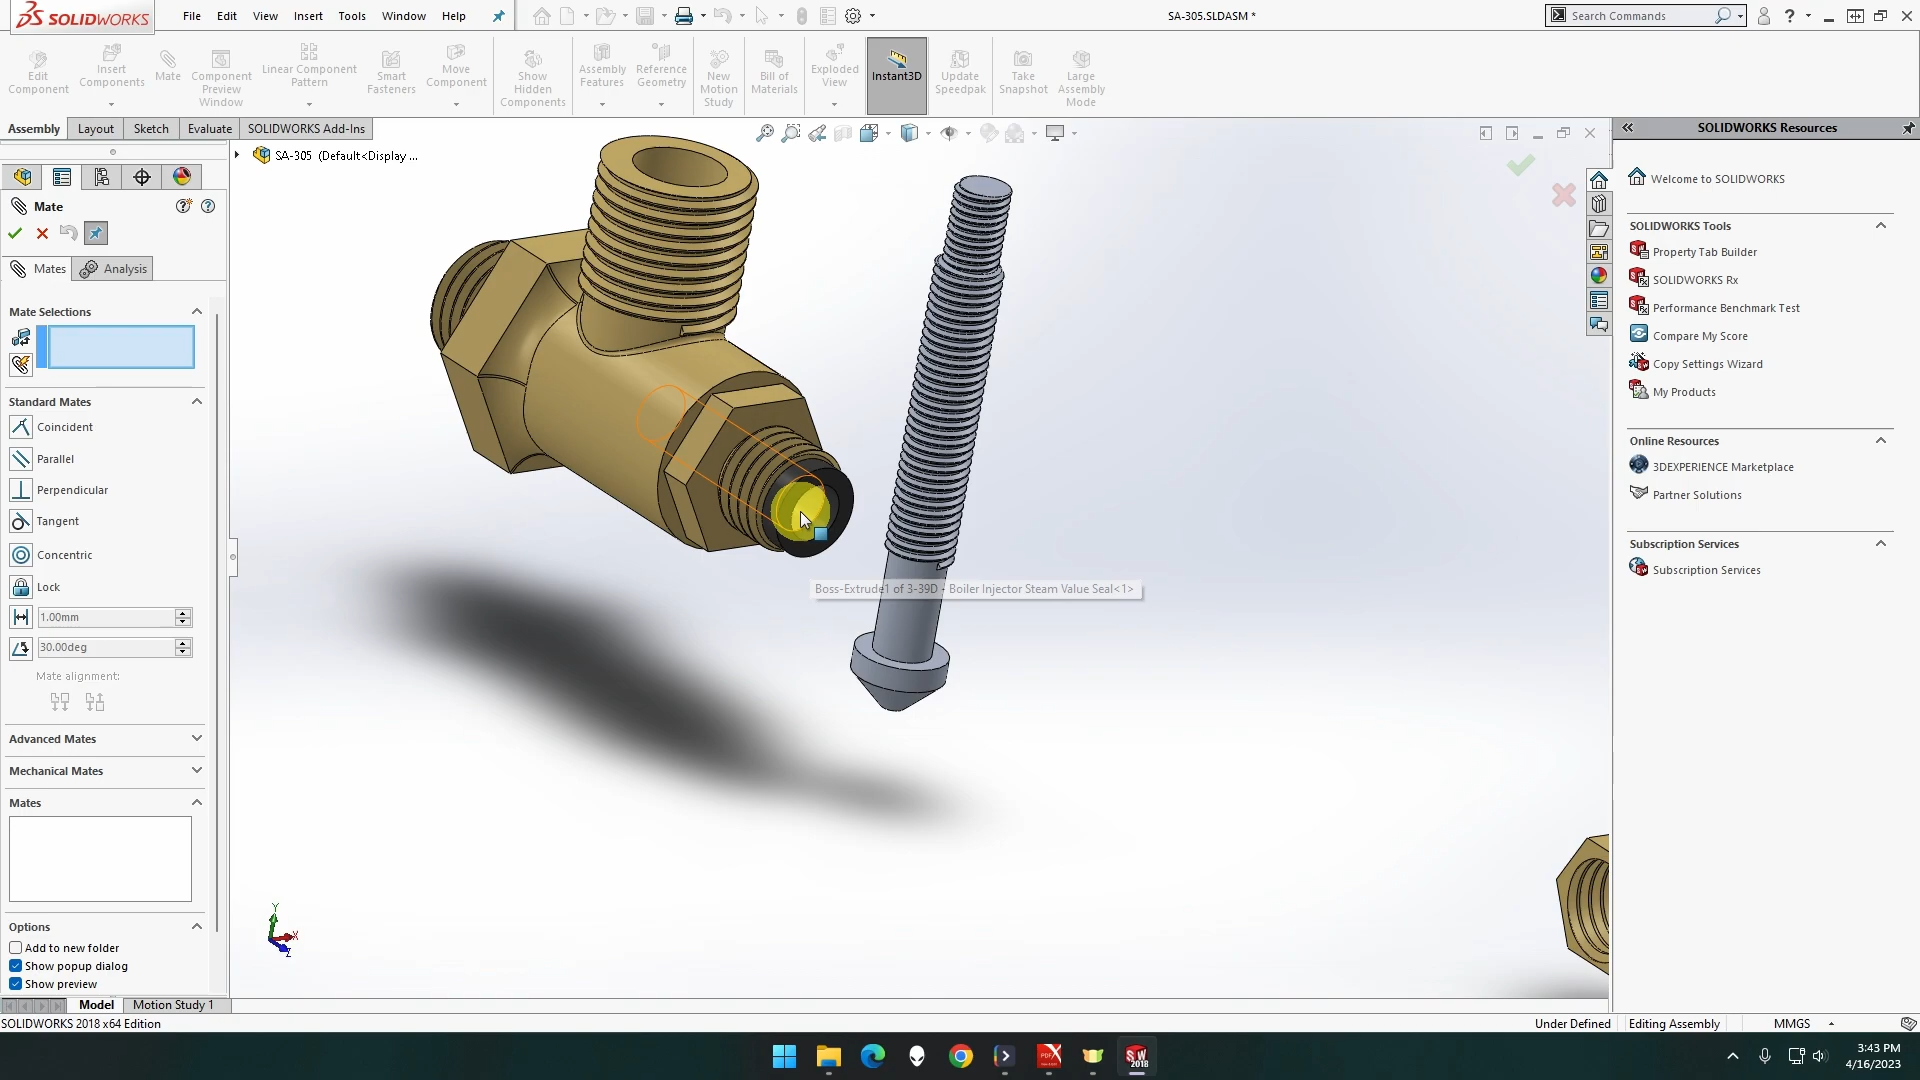 SOLIDWORKS
File Edit View Insert Tools Window Help
SA-305.SLDASM *
Search Commands
Edit Component
Insert Components
Mate
Component Preview Window
Linear Component Pattern
Smart Fasteners
Move Component
Show Hidden Components
Assembly Features
Reference Geometry
New Motion Study
Bill of Materials
Exploded View
Instant3D
Update Speedpak
Take Snapshot
Large Assembly Mode
Assembly Layout Sketch Evaluate SOLIDWORKS Add-Ins
SA-305 (Default<Display ...
Mate
Mates Analysis
Mate Selections
Standard Mates
Coincident
Parallel
Perpendicular
Tangent
Concentric
Lock
1.00mm
30.00deg
Mate alignment:
Advanced Mates
Mechanical Mates
Mates
Options
Add to new folder
Show popup dialog
Show preview
Boss-Extrude1 of 3-39D - Boiler Injector Steam Value Seal<1>
Y
X
Z
SOLIDWORKS Resources
Welcome to SOLIDWORKS
SOLIDWORKS Tools
Property Tab Builder
SOLIDWORKS Rx
Performance Benchmark Test
Compare My Score
Copy Settings Wizard
My Products
Online Resources
3DEXPERIENCE Marketplace
Partner Solutions
Subscription Services
Subscription Services
Model Motion Study 1
SOLIDWORKS 2018 x64 Edition
Under Defined Editing Assembly MMGS
3:43 PM
4/16/2023